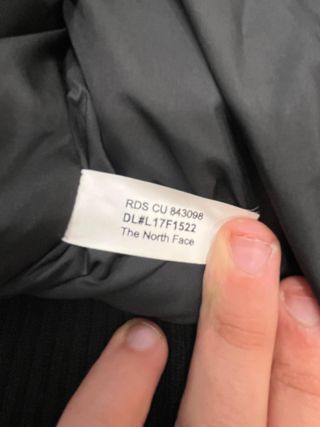 RDS CU 843098
DL#L17F1522
The North Face